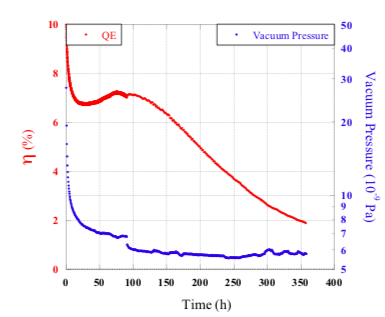 QE
Vacuum Pressure
10
8
6
4
2
0
η (%)
50
40
30
20
10
9
8
7
6
5
Vacuum Pressure (10⁻⁹ Pa)
0 50 100 150 200 250 300 350 400
Time (h)